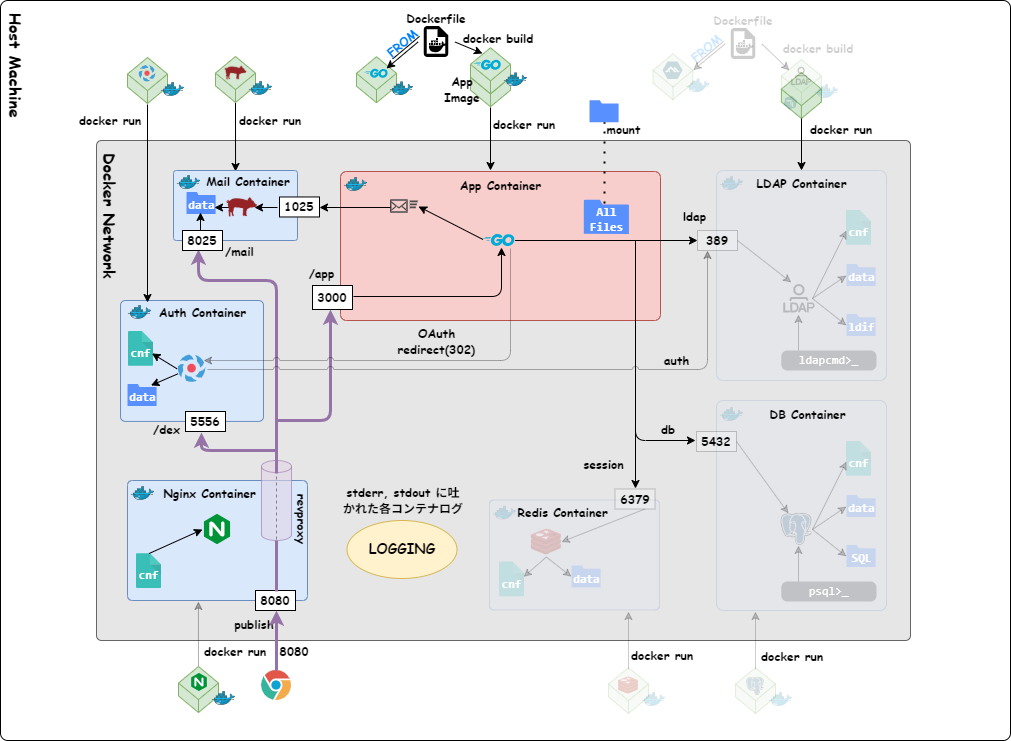 Host Machine
Dockerfile
FROM
docker build
GO
GO
App
Image
Dockerfile
FROM
docker build
LDAP
docker run
docker run
docker run
mount
docker run
Docker Network
Mail Container
data
1025
8025
/mail
App Container
GO
All
Files
/app
3000
ldap
389
LDAP Container
cnf
data
ldif
LDAP
ldapcmd>_
Auth Container
cnf
data
5556
/dex
OAuth
redirect(302)
auth
db
5432
DB Container
cnf
data
SQL
psql>_
session
6379
Redis Container
cnf
data
Nginx Container
N
cnf
revproxy
8080
stderr, stdout に吐
かれた各コンテナログ
LOGGING
publish
docker run
8080
N
docker run
docker run